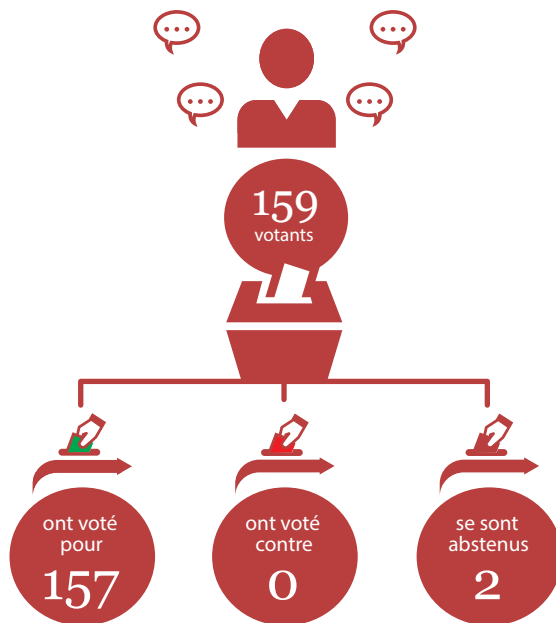 159
votants
ont voté
pour
157
ont voté
contre
0
se sont
abstenus
2